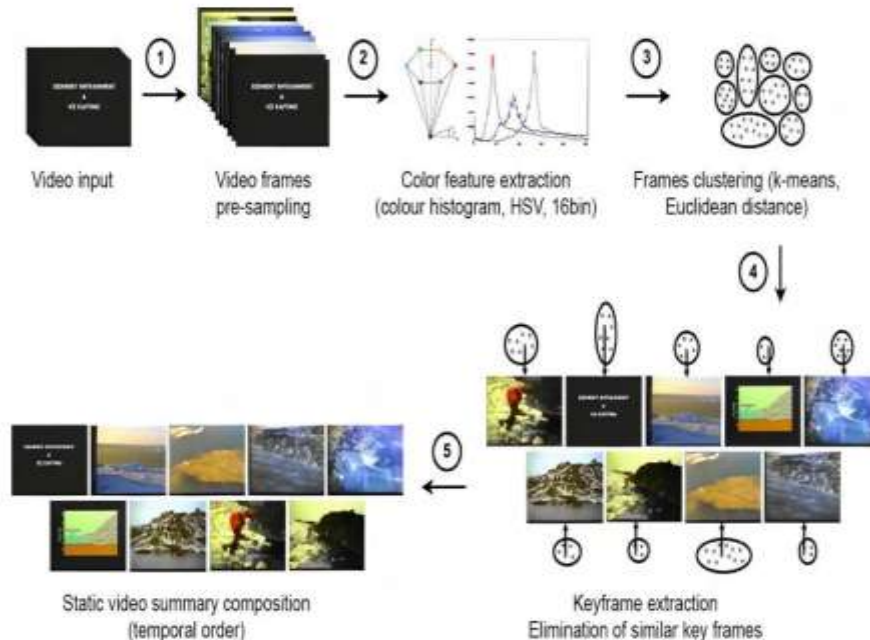 1
2
3
Video input
Video frames
pre-sampling
Color feature extraction
(colour histogram, HSV, 16bin)
Frames clustering (k-means,
Euclidean distance)
4
5
Static video summary composition
(temporal order)
Keyframe extraction
Elimination of similar key frames